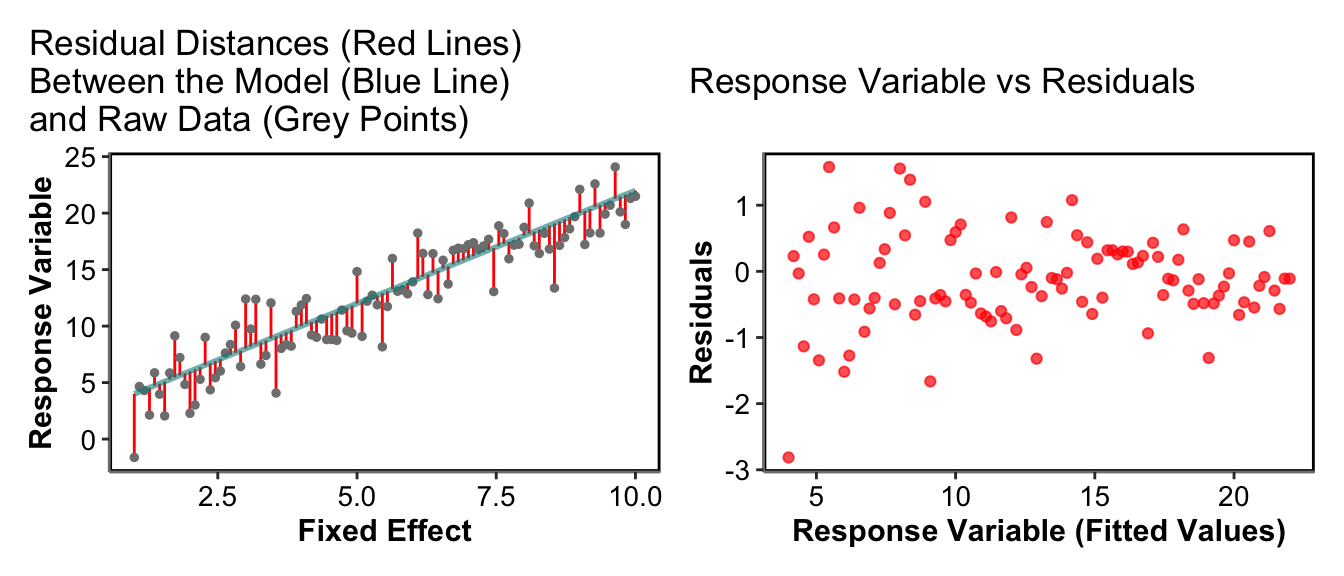 Residual Distances (Red Lines)
Between the Model (Blue Line)
and Raw Data (Grey Points)
Response Variable
25
20
15
10
5
0
2.5
5.0
7.5
10.0
Fixed Effect
Response Variable vs Residuals
Residuals
1
0
-1
-2
-3
5
10
15
20
Response Variable (Fitted Values)